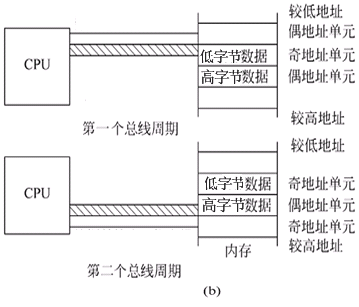 较低地址
偶地址单元
CPU
低字节数据 奇地址单元
高字节数据 偶地址单元
第一个总线周期
较高地址
较低地址
CPU
低字节数据 奇地址单元
高字节数据 偶地址单元
奇地址单元
内存
较高地址
第二个总线周期
(b)